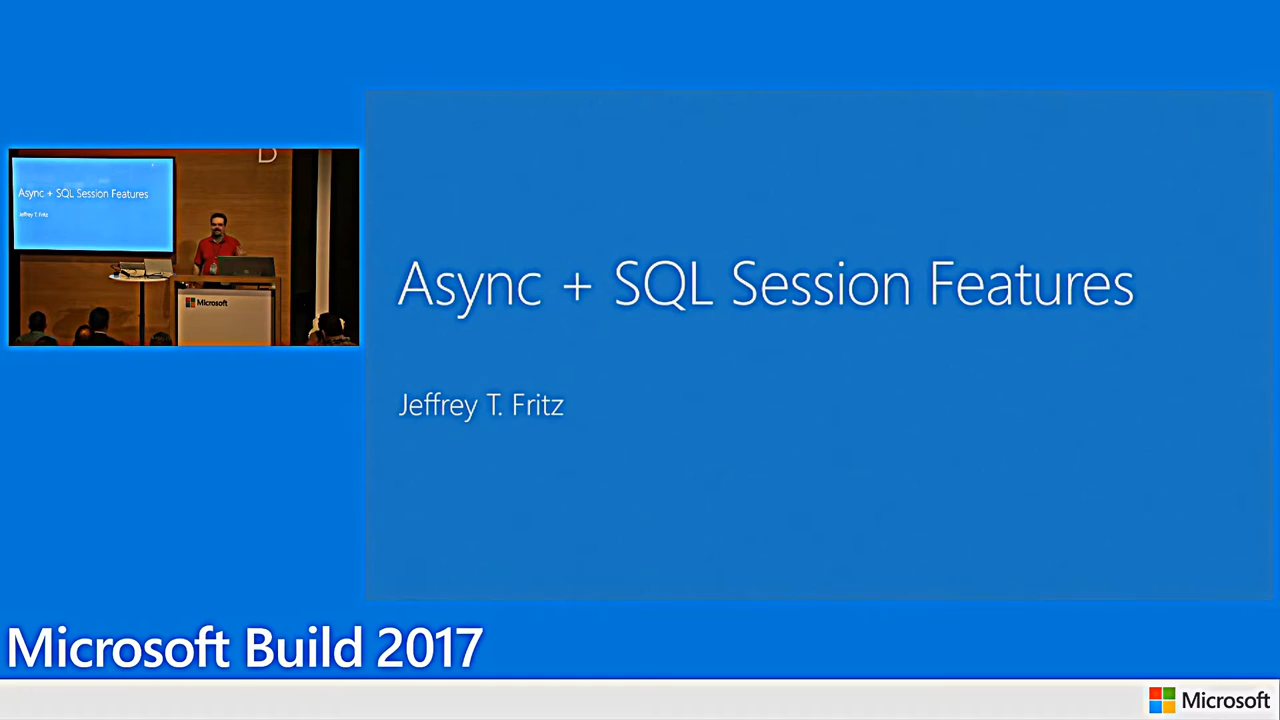 B
Async + SQL Session Features
Jeffrey T. Fritz
Microsoft
Async + SQL Session Features
Jeffrey T. Fritz
Microsoft Build 2017
Microsoft